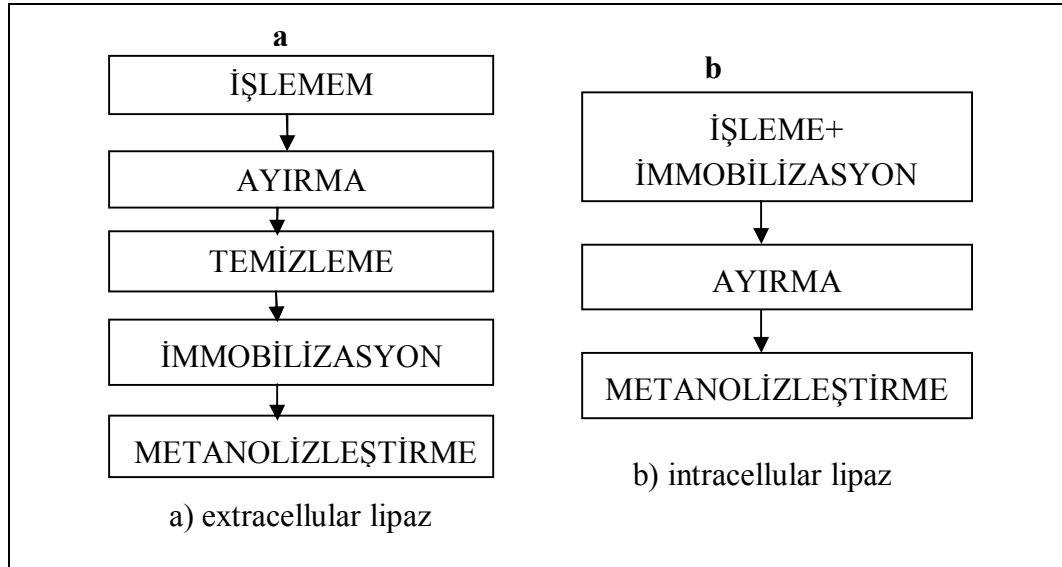 a
İŞLEMEM
AYIRMA
TEMİZLEME
İMMOBİLİZASYON
METANOLİZLEŞTİRME
a) extracellular lipaz
b
İŞLEME+
İMMOBİLİZASYON
AYIRMA
METANOLİZLEŞTİRME
b) intracellular lipaz